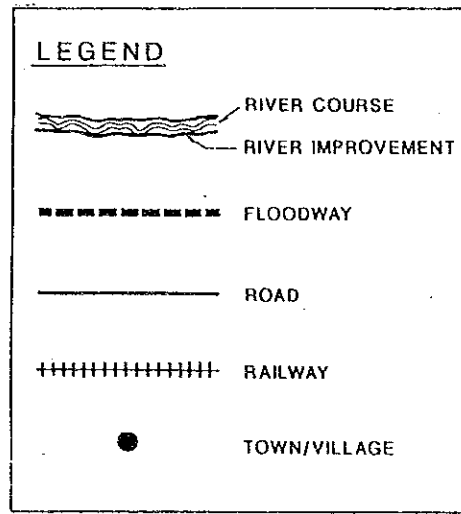 LEGEND
RIVER COURSE
RIVER IMPROVEMENT
FLOODWAY
ROAD
RAILWAY
TOWN/VILLAGE